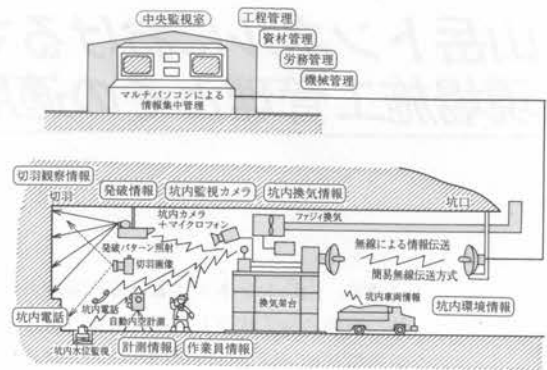 中央監視室
工程管理
資材管理
労務管理
機械管理
マルチパソコンによる
情報集中管理
切羽観察情報
発破情報
坑内監視カメラ
坑内換気情報
切羽
坑内カメラ
+マイクロフォン
ファジィ換気
坑口
発破パターン照射
無線による情報伝送
切羽画像
簡易無線伝送方式
換気架台
坑内車両情報
坑内環境情報
坑内電話
坑内電話
自動内空計測
坑内水位監視
計測情報
作業員情報